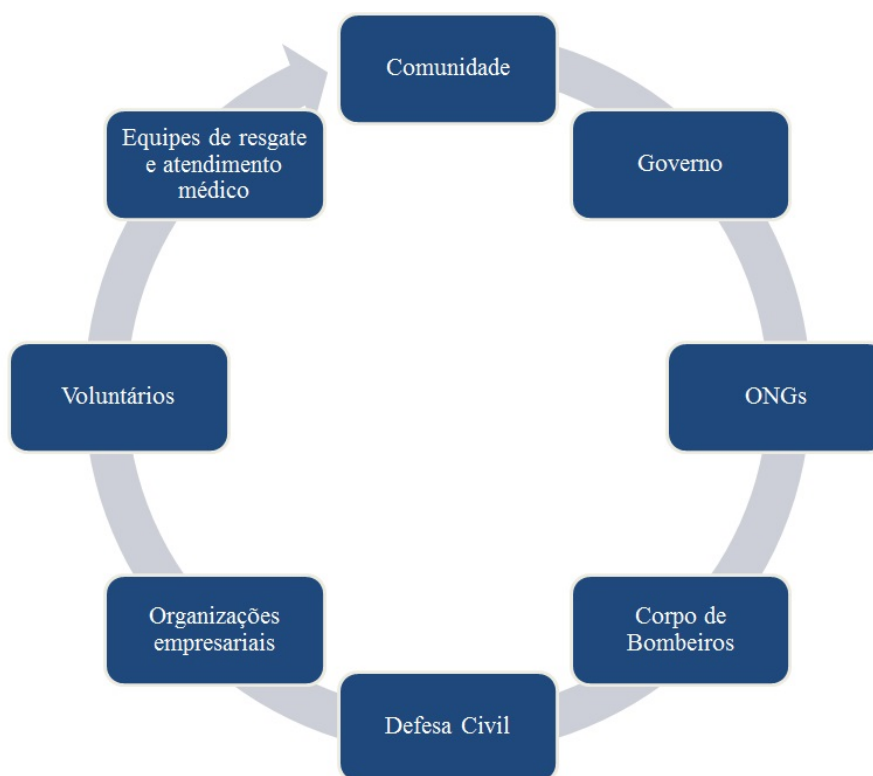 Comunidade
Governo
ONGs
Corpo de
Bombeiros
Defesa Civil
Organizações
empresariais
Voluntários
Equipes de resgate
e atendimento
médico